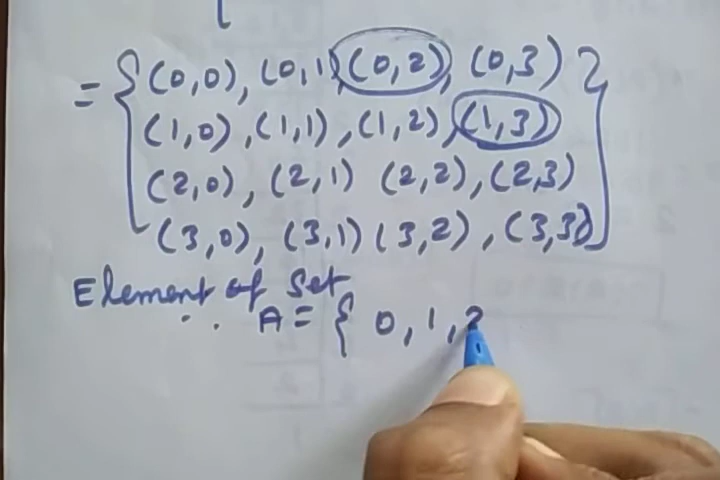 = { (0,0), (0,1), (0,2), (0,3) }
(1,0), (1,1), (1,2), (1,3)
(2,0), (2,1) (2,2), (2,3)
(3,0), (3,1) (3,2), (3,3)
Element of Set
∴ A = { 0, 1, 2